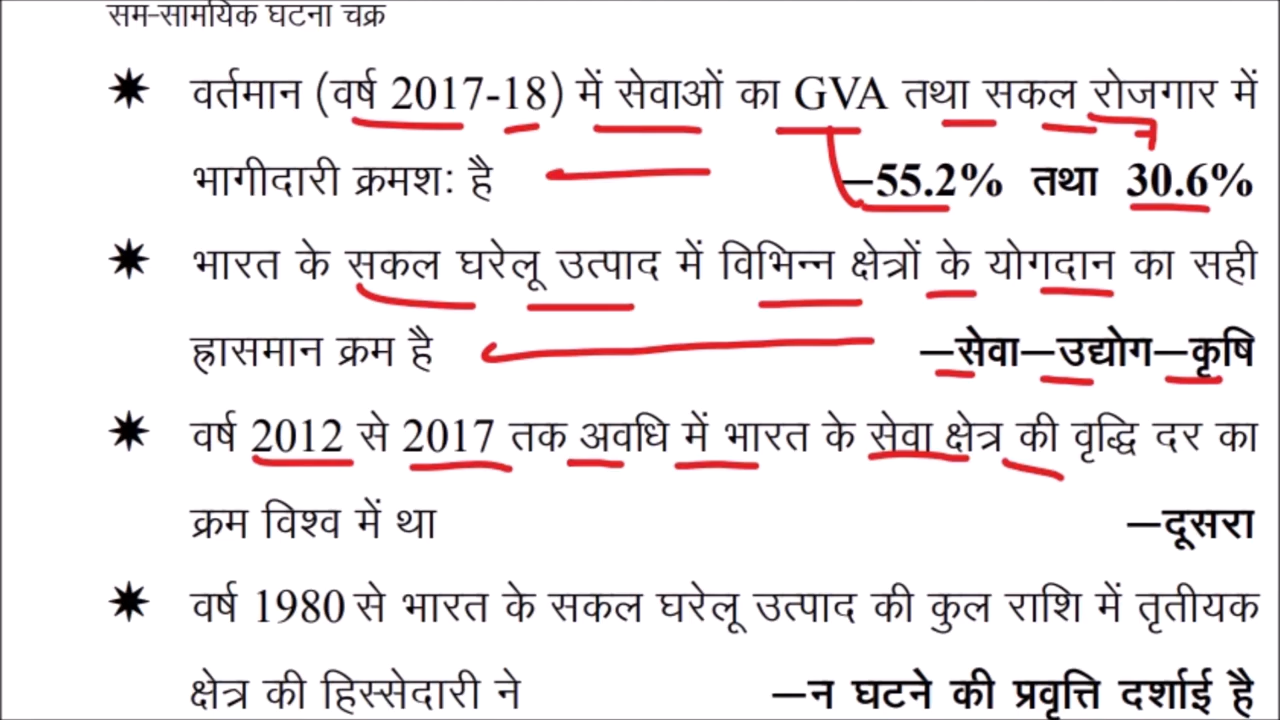 सम-सामयिक घटना चक्र
✷ वर्तमान (वर्ष 2017-18) में सेवाओं का GVA तथा सकल रोजगार में
भागीदारी क्रमशः है –55.2% तथा 30.6%
✷ भारत के सकल घरेलू उत्पाद में विभिन्न क्षेत्रों के योगदान का सही
ह्रासमान क्रम है –सेवा–उद्योग–कृषि
✷ वर्ष 2012 से 2017 तक अवधि में भारत के सेवा क्षेत्र की वृद्धि दर का
क्रम विश्व में था –दूसरा
✷ वर्ष 1980 से भारत के सकल घरेलू उत्पाद की कुल राशि में तृतीयक
क्षेत्र की हिस्सेदारी ने –न घटने की प्रवृत्ति दर्शाई है